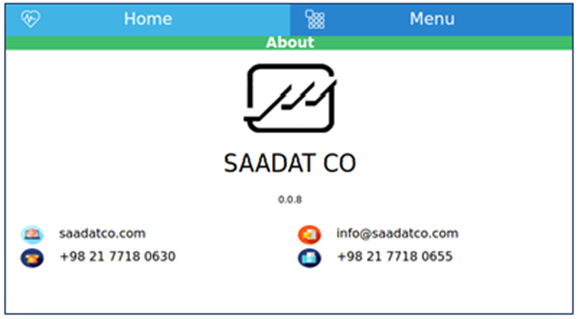 Home Menu
About
SAADAT CO
0.0.8
saadatco.com info@saadatco.com
+98 21 7718 0630 +98 21 7718 0655